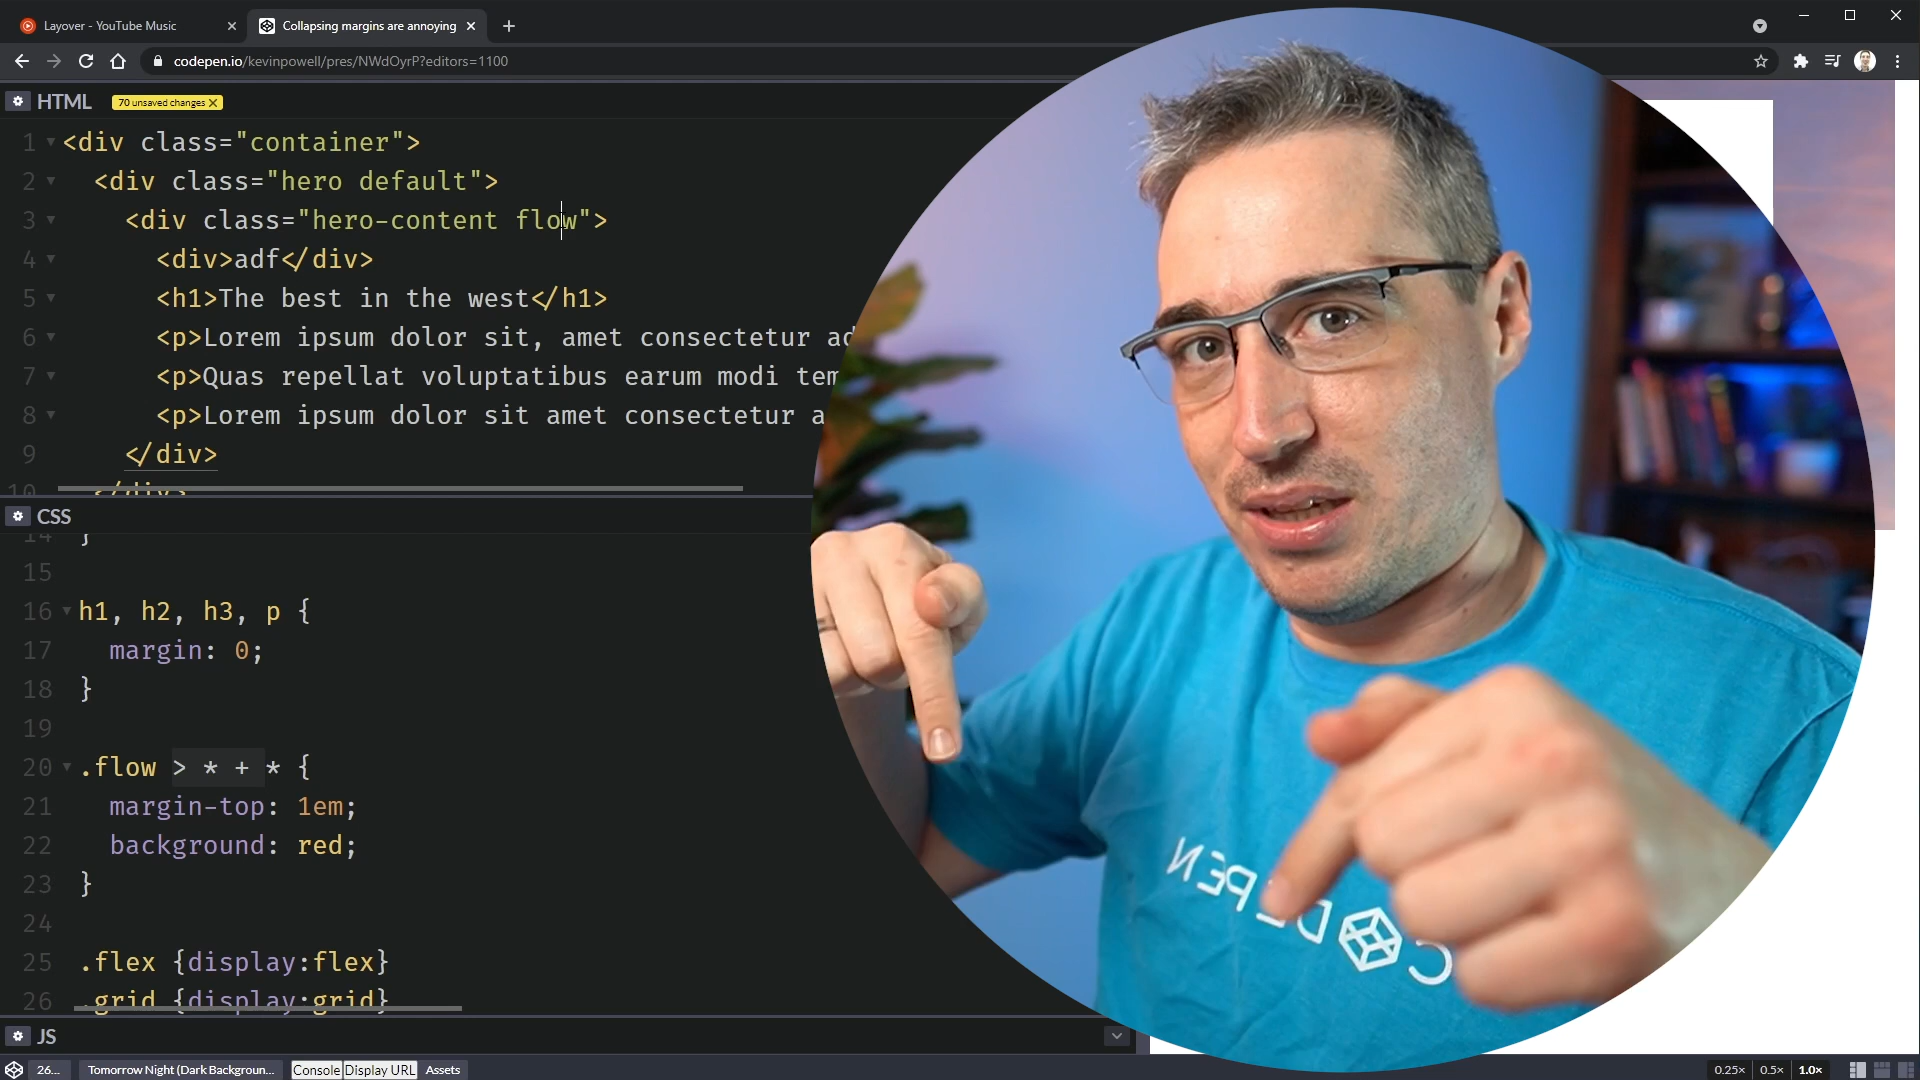 Layover - YouTube Music
Collapsing margins are annoying
codepen.io/kevinpowell/pres/NWdOyrP?editors=1100
HTML
70 unsaved changes
1 <div class="container">
2 <div class="hero default">
3 <div class="hero-content flow">
4 <div>adf</div>
5 <h1>The best in the west</h1>
6 <p>Lorem ipsum dolor sit, amet consectetur ad
7 <p>Quas repellat voluptatibus earum modi tem
8 <p>Lorem ipsum dolor sit amet consectetur a
9 </div>
10 </div>
CSS
14 }
15
16 h1, h2, h3, p {
17 margin: 0;
18 }
19
20 .flow > * + * {
21 margin-top: 1em;
22 background: red;
23 }
24
25 .flex {display:flex}
26 .grid {display:grid}
JS
CODEPEN
26... Tomorrow Night (Dark Backgroun... Console Display URL Assets
0.25× 0.5× 1.0×